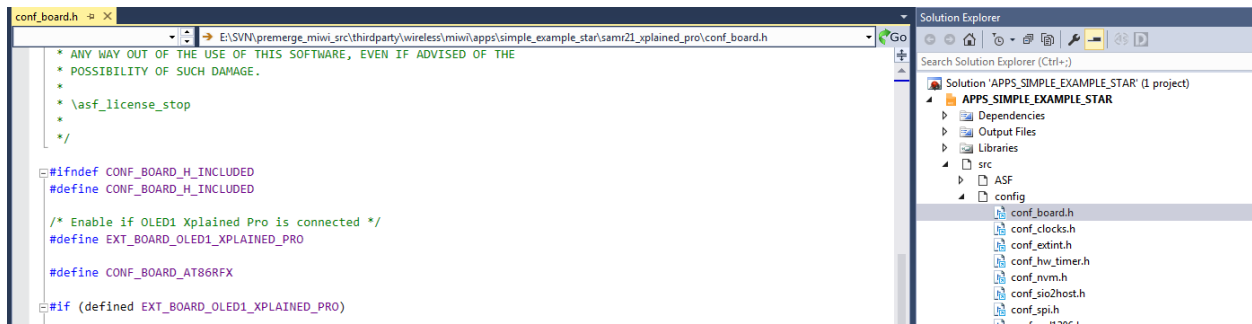 conf_board.h
E:\SVN\premerge_miwi_src\thirdparty\wireless\miwi\apps\simple_example_star\samr21_xplained_pro\conf_board.h
Go
* ANY WAY OUT OF THE USE OF THIS SOFTWARE, EVEN IF ADVISED OF THE
* POSSIBILITY OF SUCH DAMAGE.
*
* \asf_license_stop
*
*/
#ifndef CONF_BOARD_H_INCLUDED
#define CONF_BOARD_H_INCLUDED
/* Enable if OLED1 Xplained Pro is connected */
#define EXT_BOARD_OLED1_XPLAINED_PRO
#define CONF_BOARD_AT86RFX
#if (defined EXT_BOARD_OLED1_XPLAINED_PRO)
Solution Explorer
Search Solution Explorer (Ctrl+;)
Solution 'APPS_SIMPLE_EXAMPLE_STAR' (1 project)
APPS_SIMPLE_EXAMPLE_STAR
Dependencies
Output Files
Libraries
src
ASF
config
conf_board.h
conf_clocks.h
conf_extint.h
conf_hw_timer.h
conf_nvm.h
conf_sio2host.h
conf_spi.h